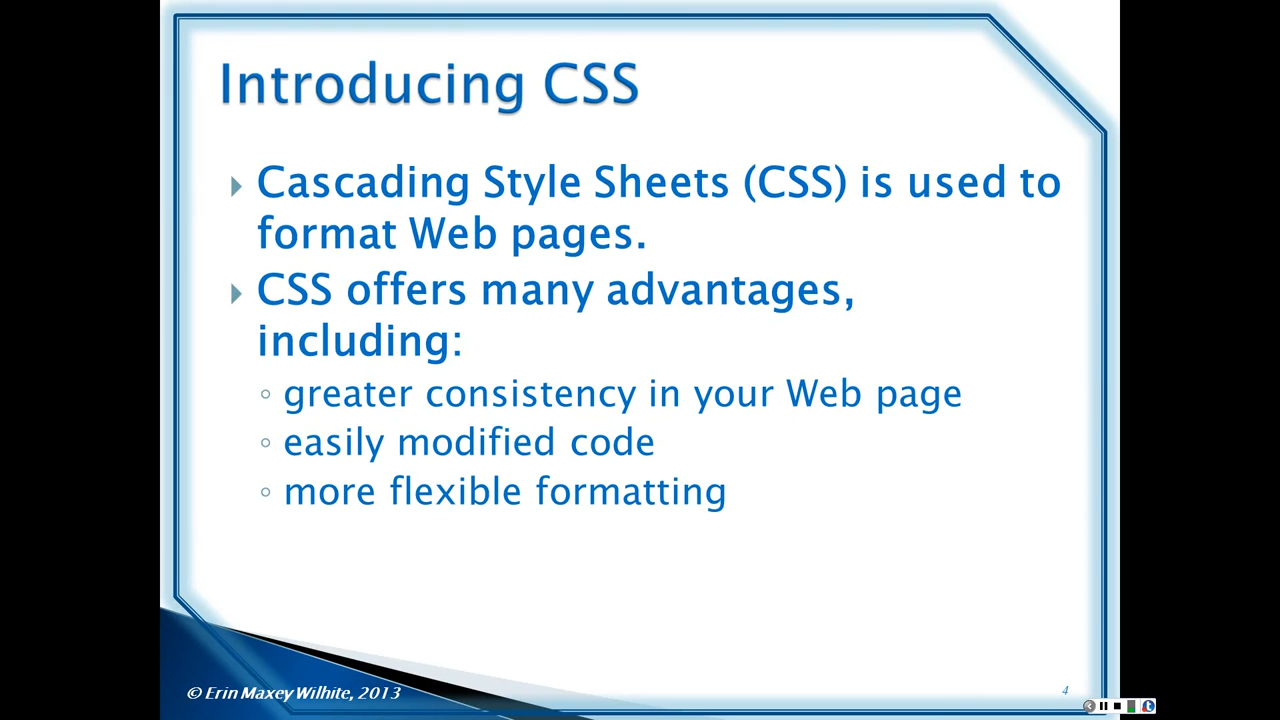 Introducing CSS
Cascading Style Sheets (CSS) is used to
format Web pages.
CSS offers many advantages,
including:
greater consistency in your Web page
easily modified code
more flexible formatting
© Erin Maxey Wilhite, 2013
4